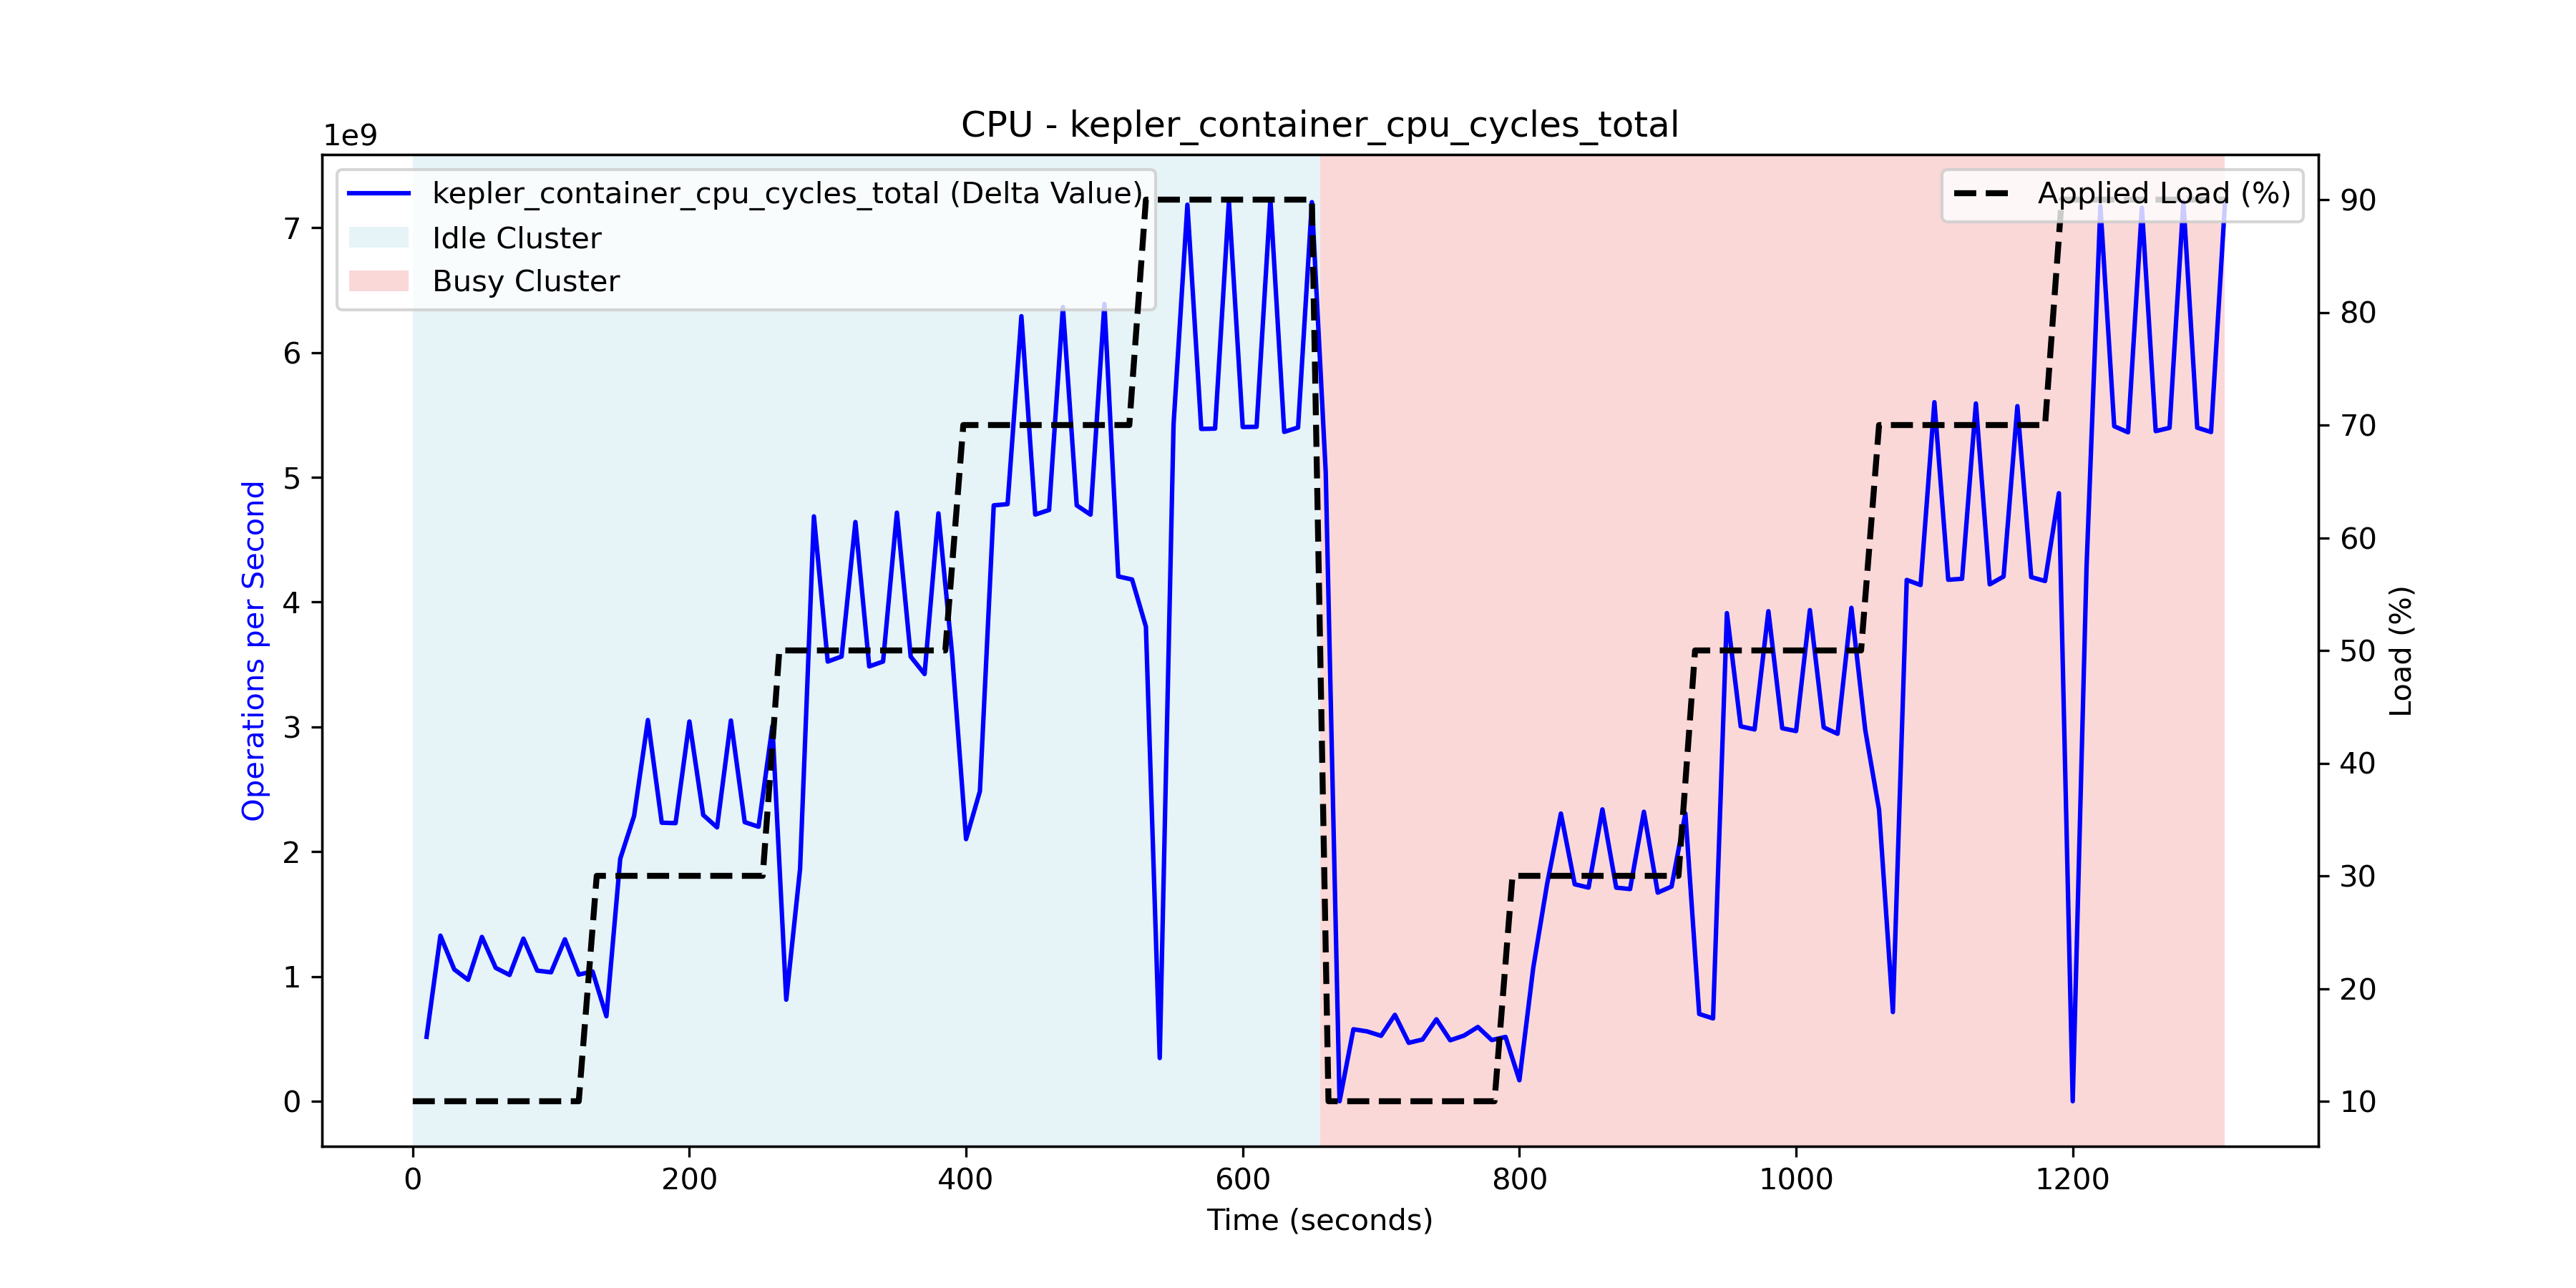 CPU - kepler_container_cpu_cycles_total
1e9
kepler_container_cpu_cycles_total (Delta Value)
Idle Cluster
Busy Cluster
Applied Load (%)
Operations per Second
7
6
5
4
3
2
1
0
90
80
70
60
50
40
30
20
10
Load (%)
0 200 400 600 800 1000 1200
Time (seconds)